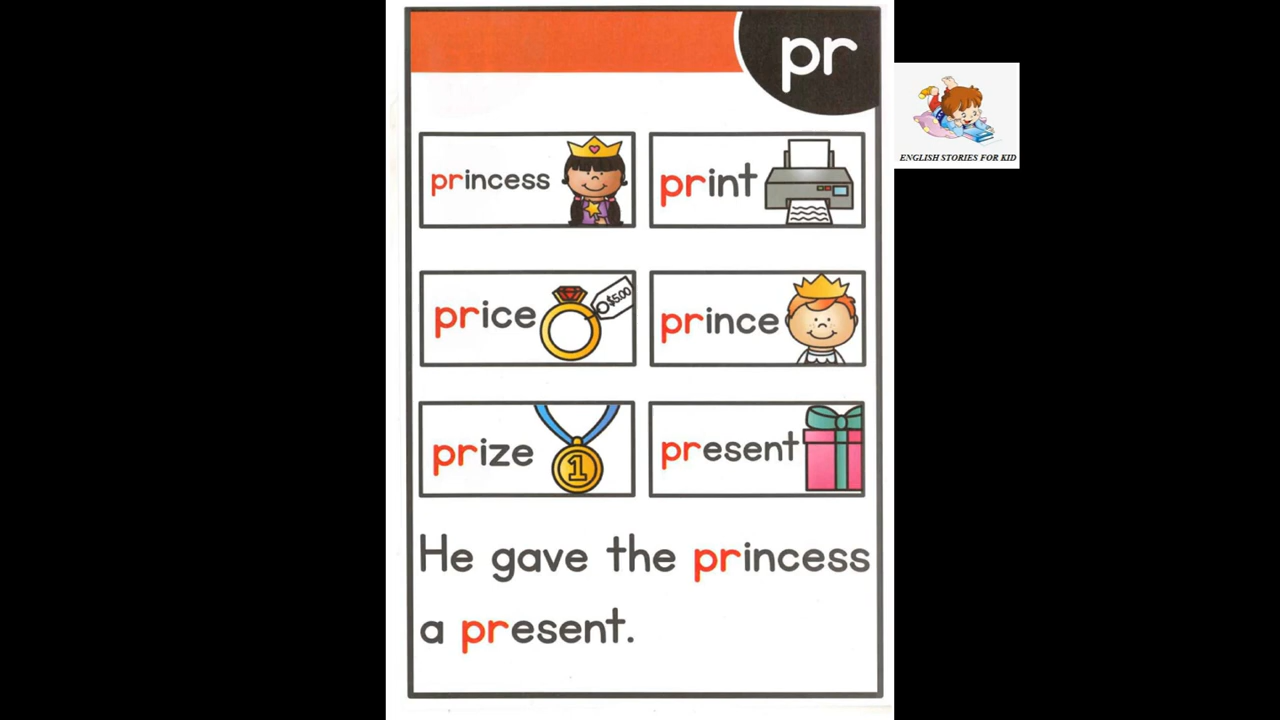 pr
princess
print
price
$5.00
prince
prize
1
present
He gave the princess
a present.
ENGLISH STORIES FOR KID